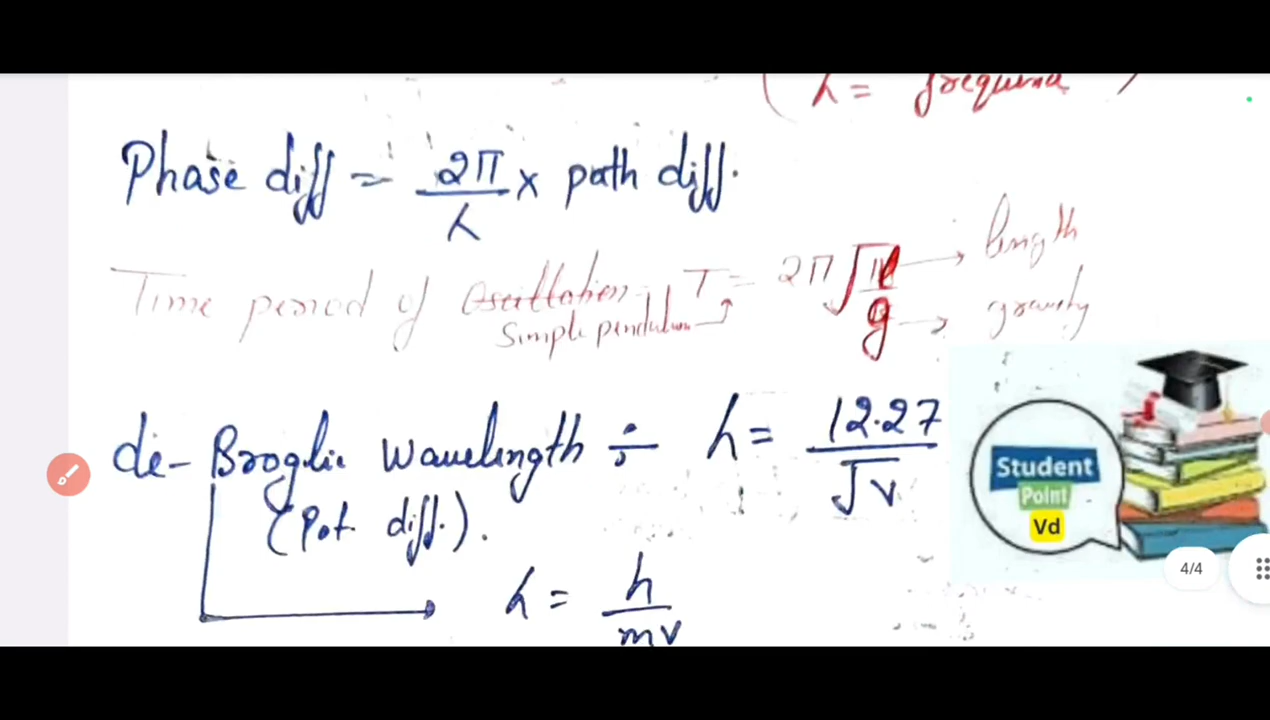 (λ = frequency)
Phase diff = 2π/λ × path diff.
Time period of Oscillation T = 2π√l/g → length
Simple pendulum → gravity
de-Broglie wavelength ÷ λ = 12.27/√V
(Pot diff.).
λ = h/mv
Student
Point
Vd
4/4